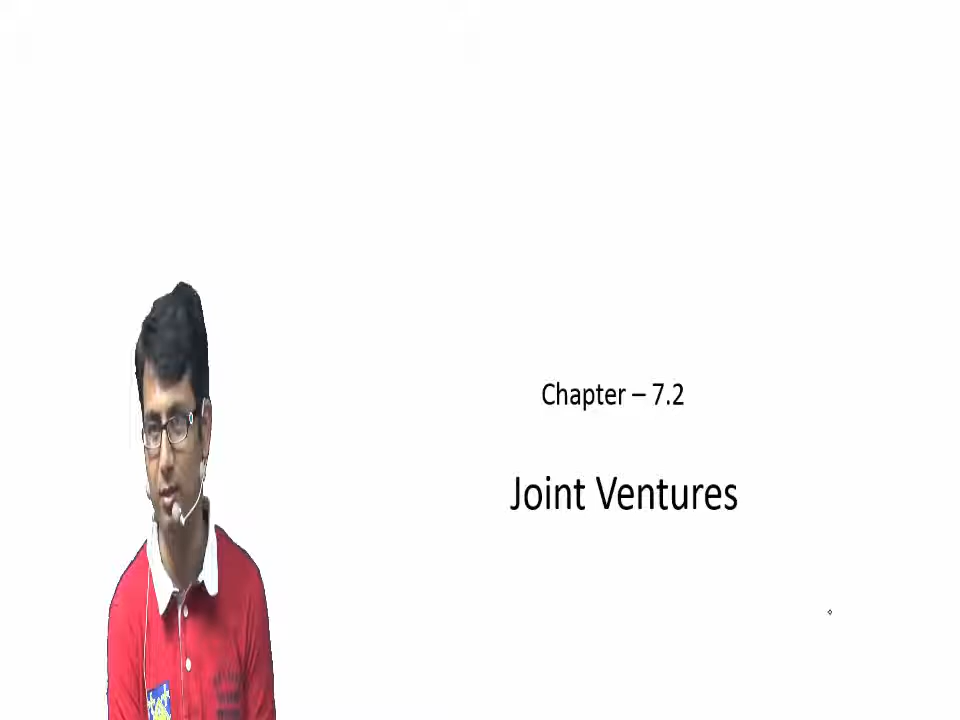 Chapter – 7.2
Joint Ventures